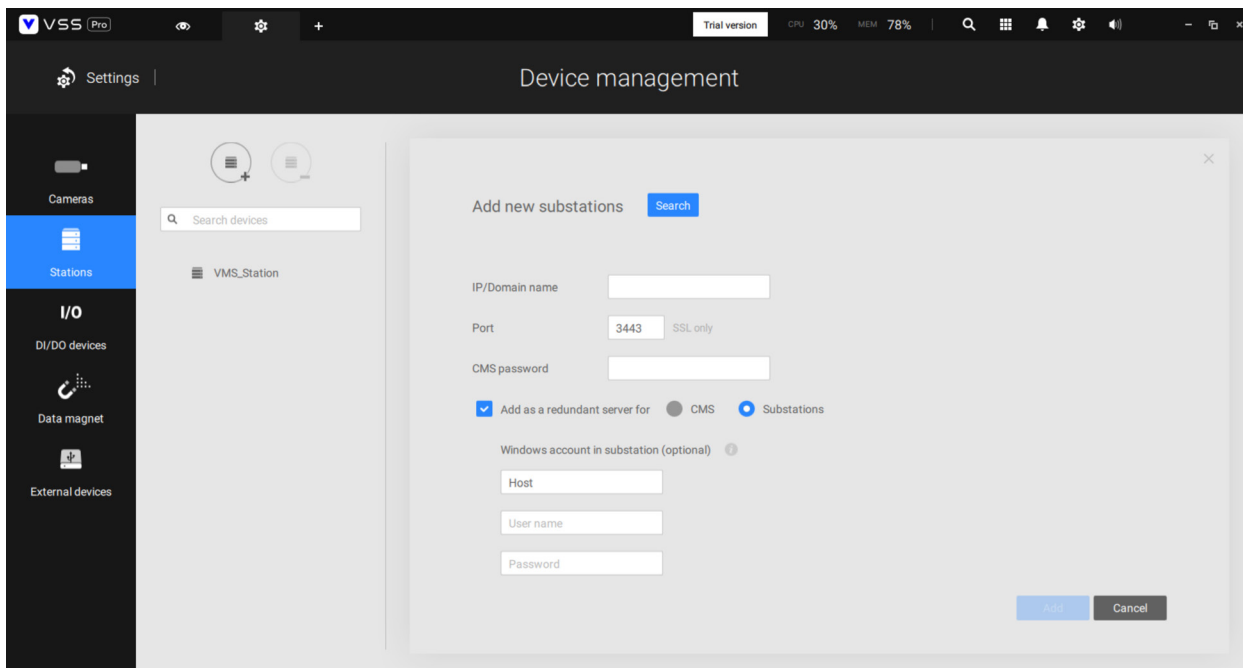 VSS Pro
Trial version CPU 30% MEM 78%
Settings
Device management
Cameras
Stations
I/O
DI/DO devices
Data magnet
External devices
Search devices
VMS_Station
Add new substations Search
IP/Domain name
Port 3443 SSL only
CMS password
Add as a redundant server for CMS Substations
Windows account in substation (optional)
Host
User name
Password
Add Cancel